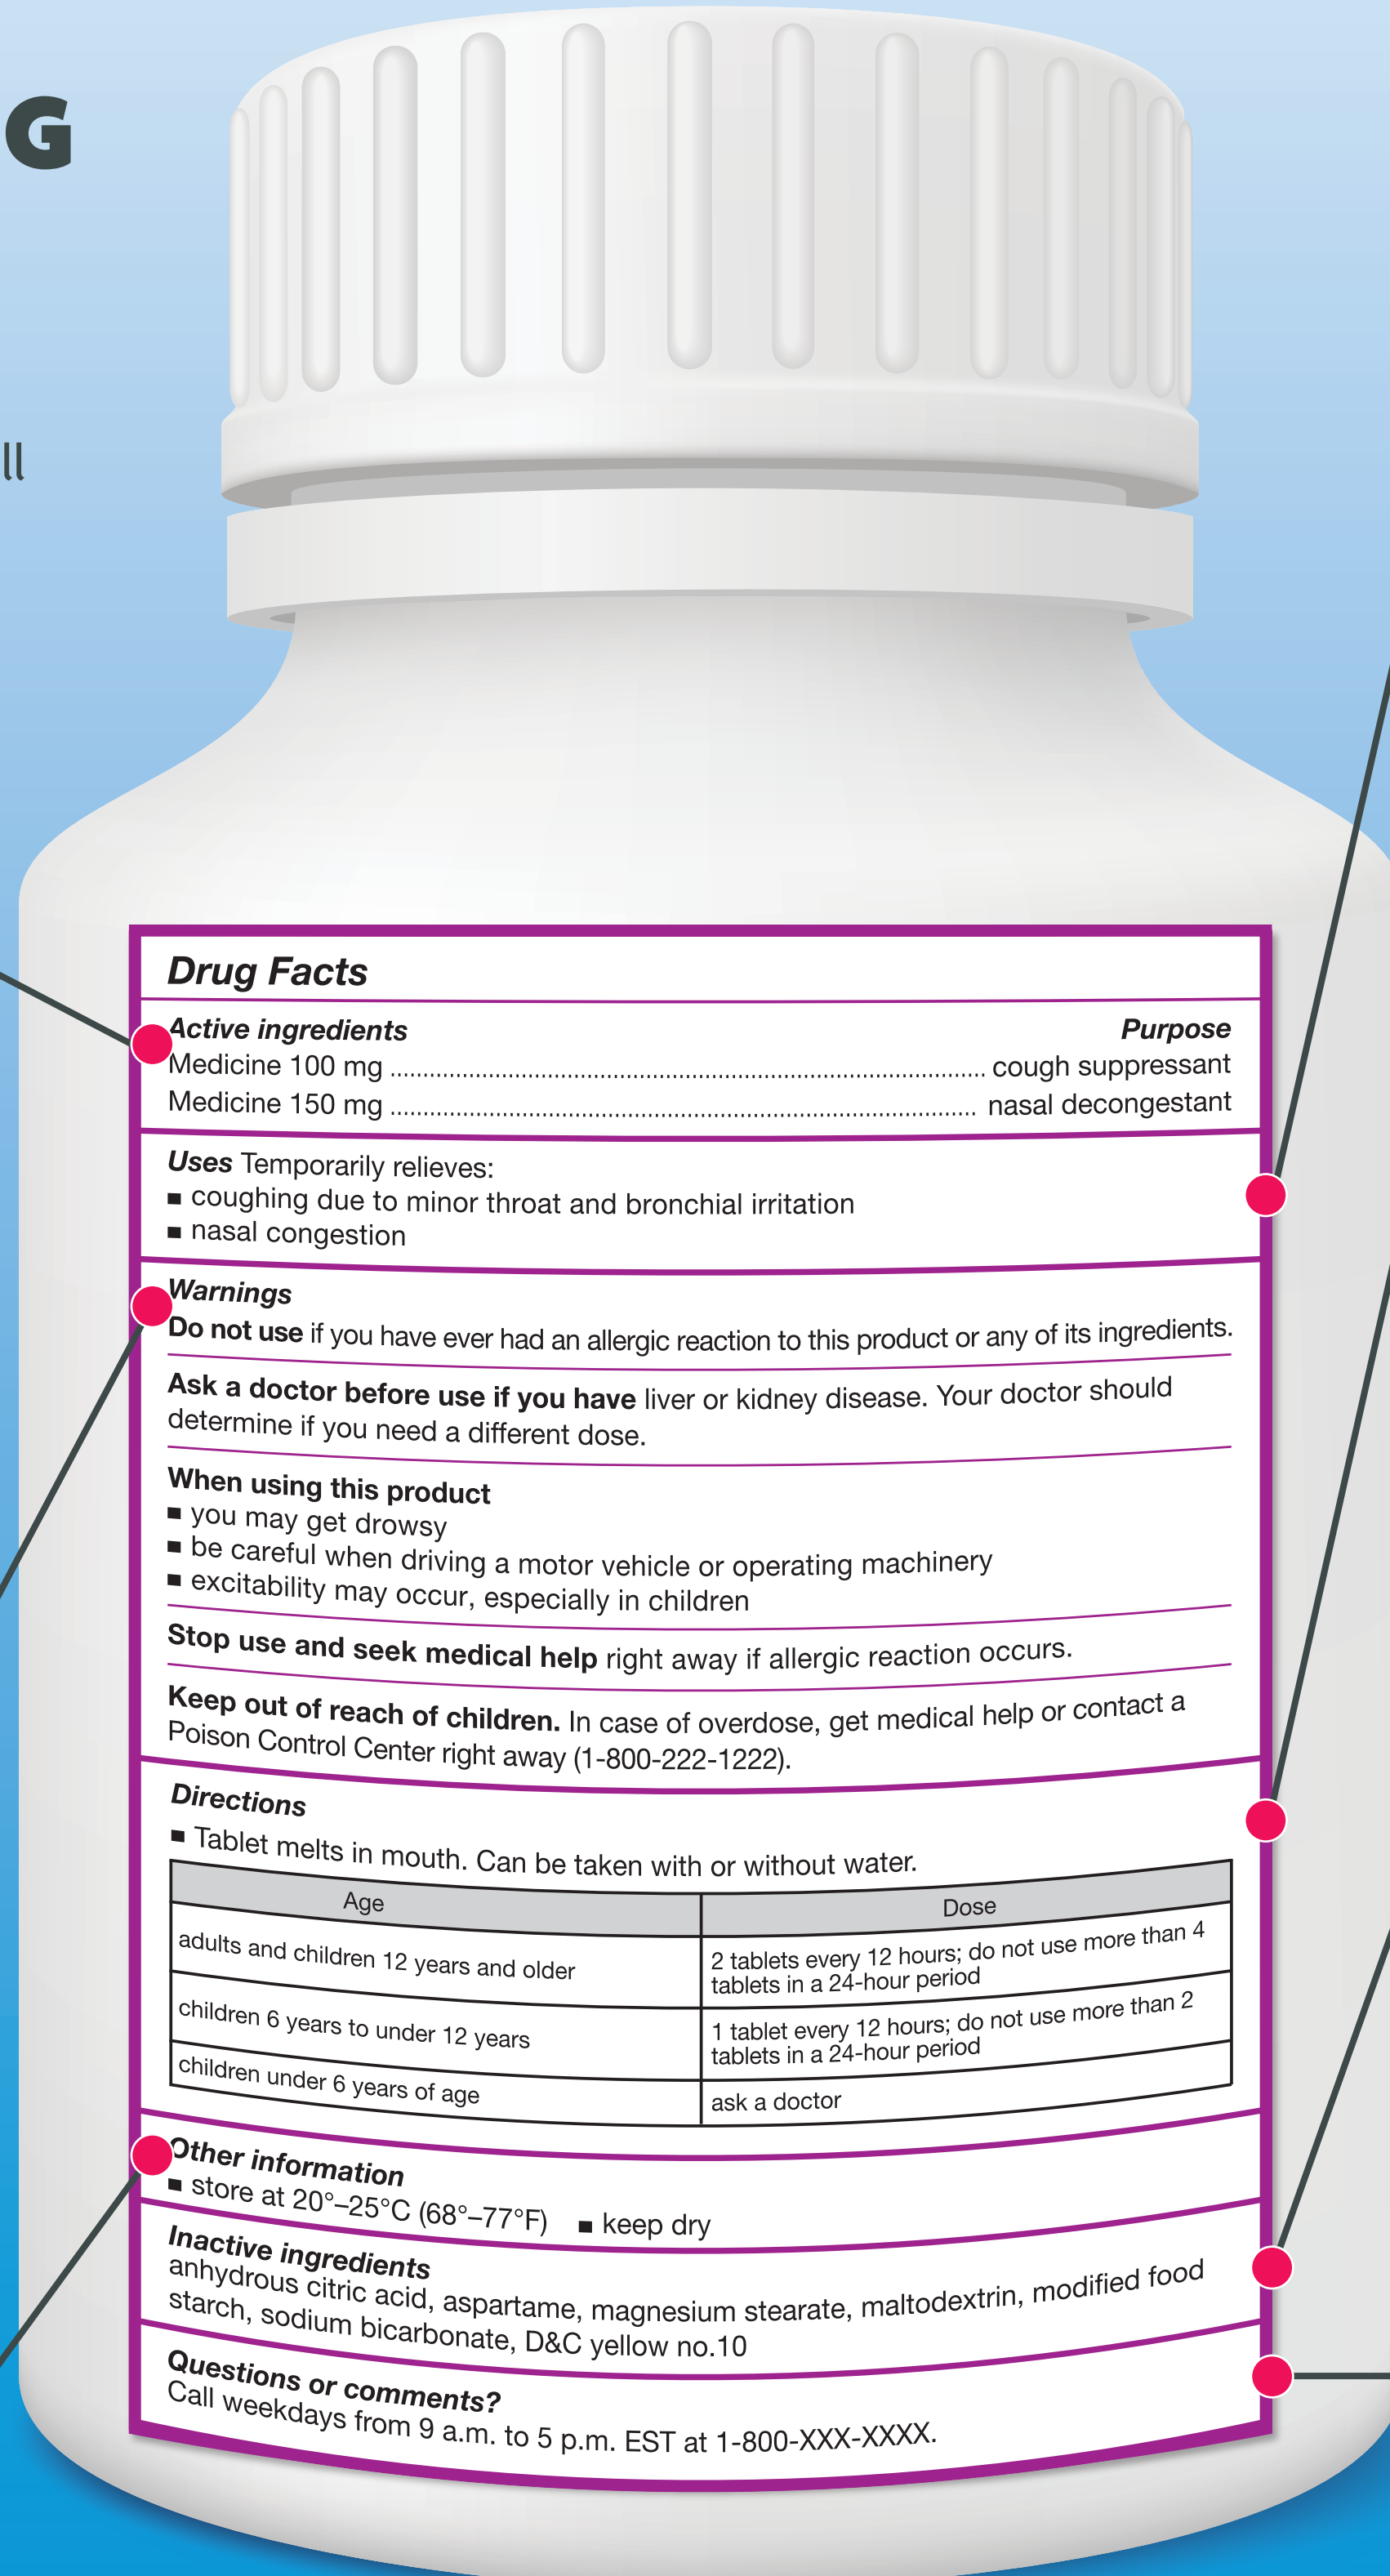 G
ll
Drug Facts
Active ingredients Purpose
Medicine 100 mg ........................................................................................... cough suppressant
Medicine 150 mg ......................................................................................... nasal decongestant
Uses Temporarily relieves:
■ coughing due to minor throat and bronchial irritation
■ nasal congestion
Warnings
Do not use if you have ever had an allergic reaction to this product or any of its ingredients.
Ask a doctor before use if you have liver or kidney disease. Your doctor should
determine if you need a different dose.
When using this product
■ you may get drowsy
■ be careful when driving a motor vehicle or operating machinery
■ excitability may occur, especially in children
Stop use and seek medical help right away if allergic reaction occurs.
Keep out of reach of children. In case of overdose, get medical help or contact a
Poison Control Center right away (1-800-222-1222).
Directions
■ Tablet melts in mouth. Can be taken with or without water.
Age Dose
adults and children 12 years and older 2 tablets every 12 hours; do not use more than 4
tablets in a 24-hour period
children 6 years to under 12 years 1 tablet every 12 hours; do not use more than 2
tablets in a 24-hour period
children under 6 years of age ask a doctor
Other information
■ store at 20°–25°C (68°–77°F) ■ keep dry
Inactive ingredients
anhydrous citric acid, aspartame, magnesium stearate, maltodextrin, modified food
starch, sodium bicarbonate, D&C yellow no.10
Questions or comments?
Call weekdays from 9 a.m. to 5 p.m. EST at 1-800-XXX-XXXX.